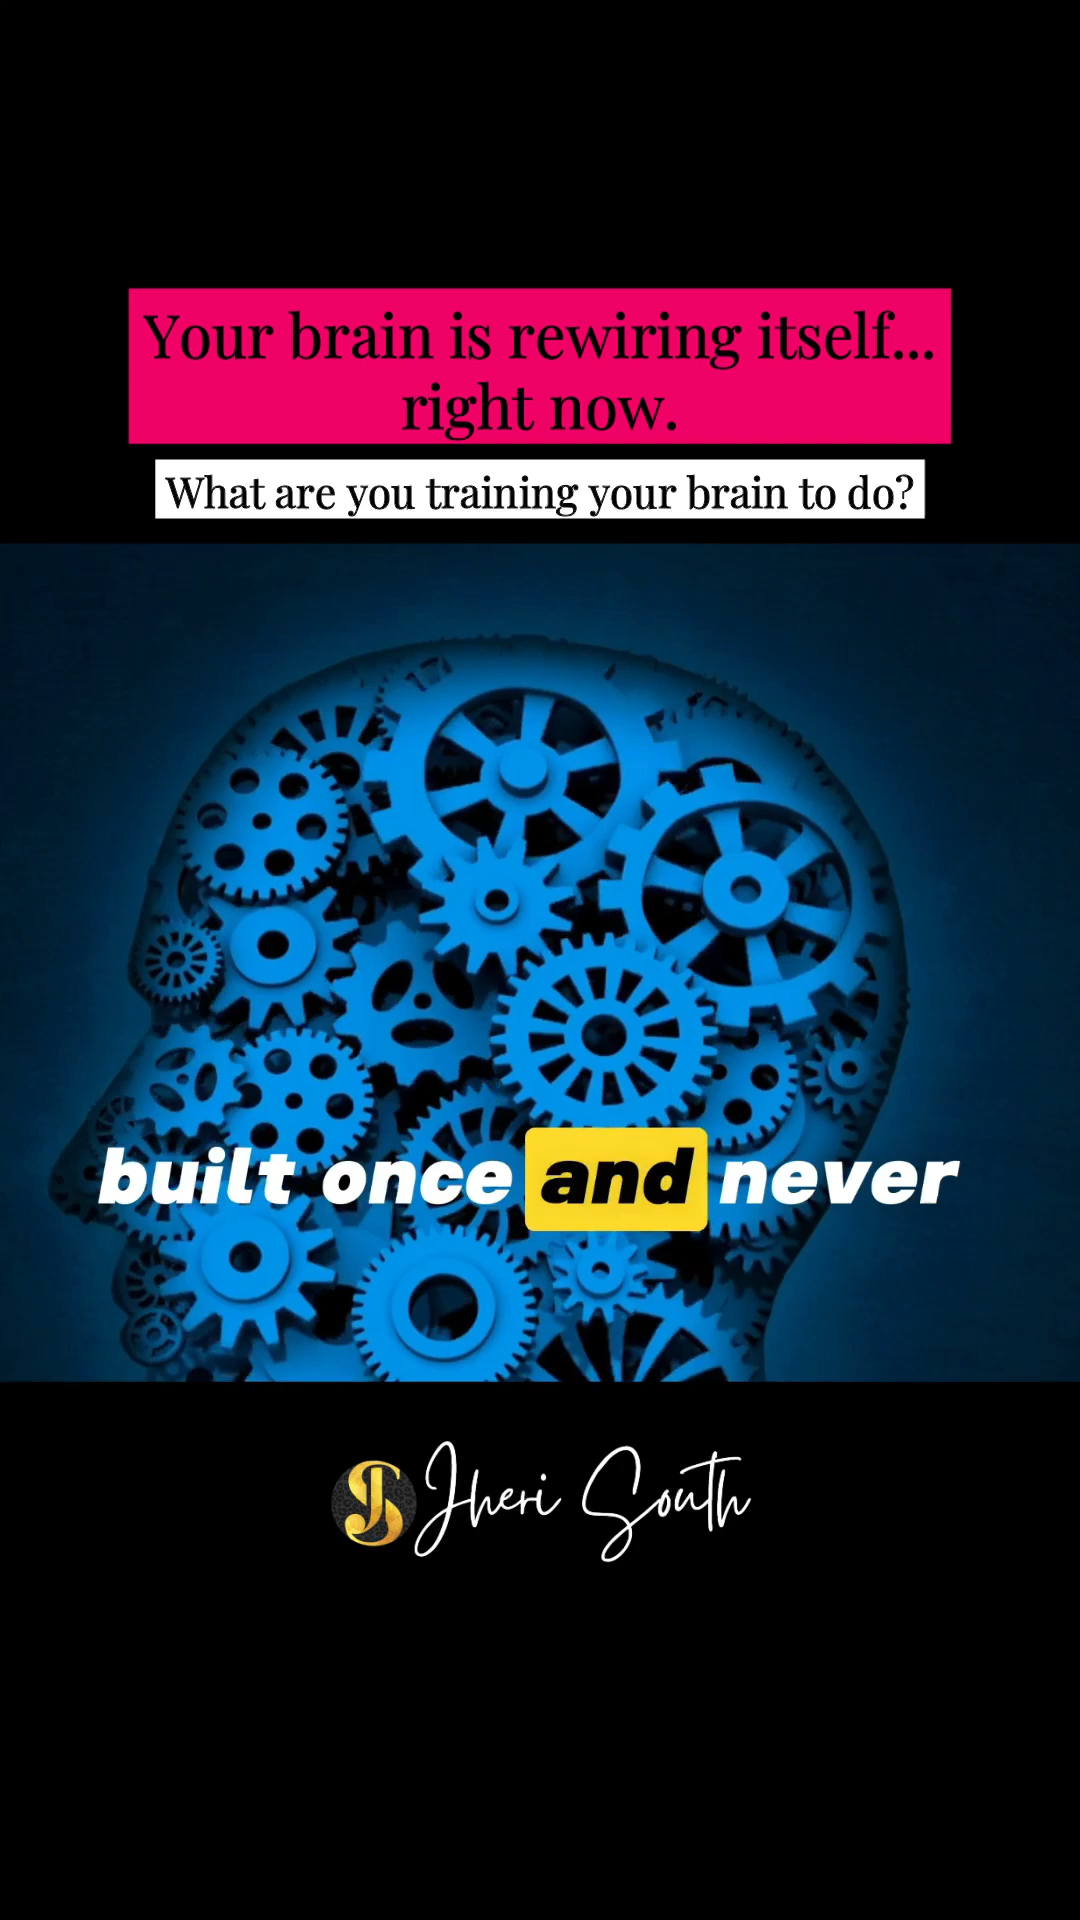 Your brain is rewiring itself...
right now.
What are you training your brain to do?
built once and never
JS Jheri South